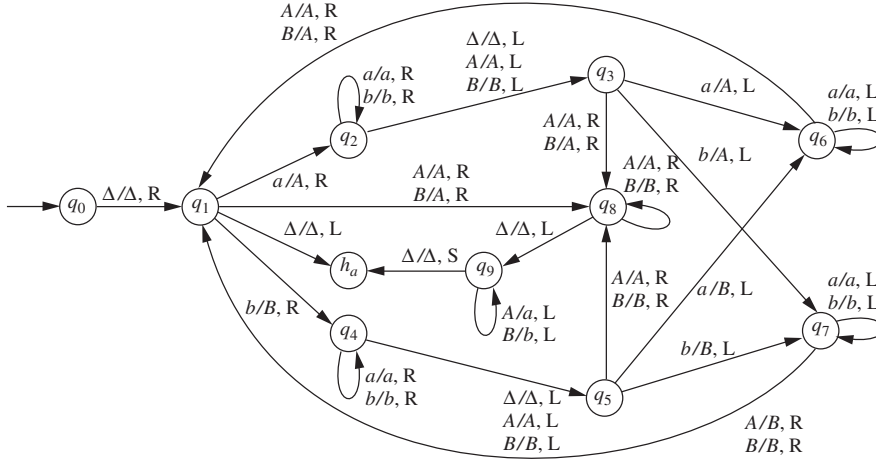 A/A, R
B/A, R
Δ/Δ, L
A/A, L
B/B, L
q3
a/a, R
b/b, R
a/A, L
a/a, L
b/b, L
q2
q6
A/A, R
B/A, R
b/A, L
a/A, R
A/A, R
B/A, R
A/A, R
B/B, R
Δ/Δ, R
q0
q1
q8
Δ/Δ, L
Δ/Δ, L
Δ/Δ, S
ha
q9
A/A, R
B/B, R
a/B, L
a/a, L
b/b, L
b/B, R
A/a, L
B/b, L
q4
q7
b/B, L
a/a, R
b/b, R
q5
Δ/Δ, L
A/A, L
B/B, L
A/B, R
B/B, R